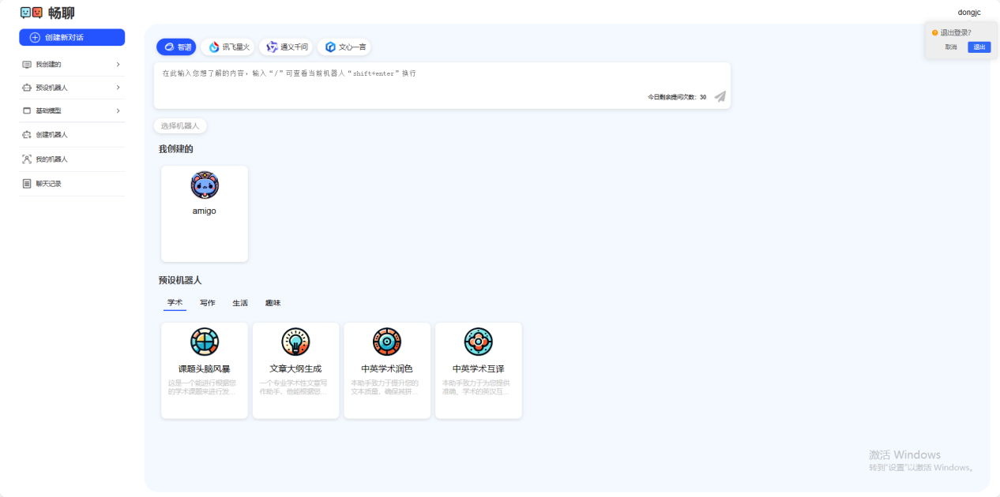 畅聊
dongjc
创建新对话
退出登录?
取消
退出
我创建的
预设机器人
基础模型
创建机器人
我的机器人
聊天记录
智谱
讯飞星火
通义千问
文心一言
在此输入您想了解的内容，输入“/”可查看当前机器人“shift+enter”换行
今日剩余提问次数：30
选择机器人
我创建的
amigo
预设机器人
学术
写作
生活
趣味
课题头脑风暴
这是一个能进行根据您
的学术课题来进行发...
文章大纲生成
一个专业学术性文章写
作助手、他能根据您...
中英学术润色
本助手致力于提升您的
文本质量，确保其拼...
中英学术互译
本助手致力于为您提供
准确、学术的英汉互...
激活 Windows
转到“设置”以激活 Windows。